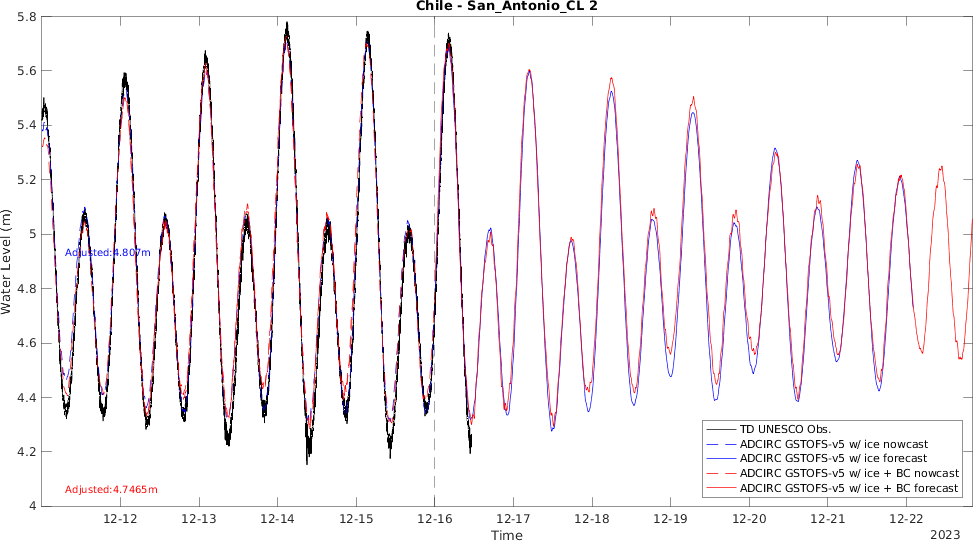 Chile - San_Antonio_CL 2
Water Level (m)
5.8
5.6
5.4
5.2
5
4.8
4.6
4.4
4.2
4
Adjusted:4.807m
Adjusted:4.7465m
TD UNESCO Obs.
ADCIRC GSTOFS-v5 w/ ice nowcast
ADCIRC GSTOFS-v5 w/ ice forecast
ADCIRC GSTOFS-v5 w/ ice + BC nowcast
ADCIRC GSTOFS-v5 w/ ice + BC forecast
12-12 12-13 12-14 12-15 12-16 12-17 12-18 12-19 12-20 12-21 12-22
Time
2023